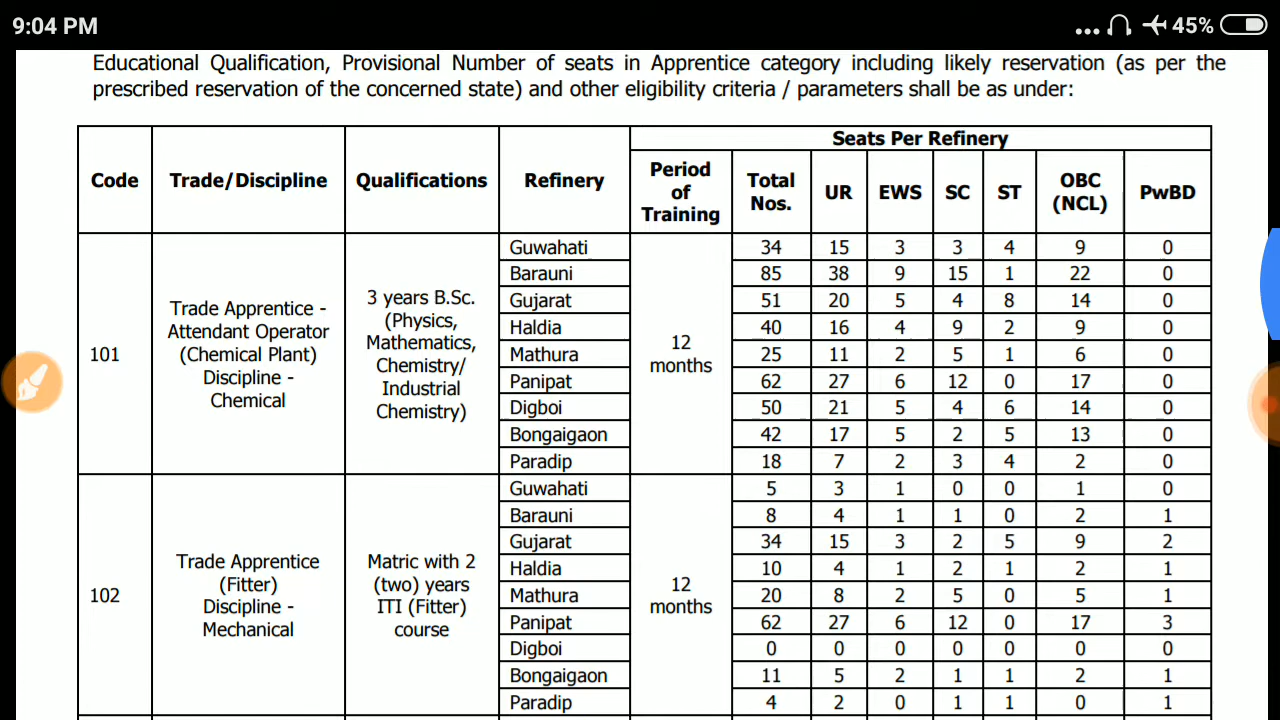 9:04 PM
... 45%
Educational Qualification, Provisional Number of seats in Apprentice category including likely reservation (as per the
prescribed reservation of the concerned state) and other eligibility criteria / parameters shall be as under:
Seats Per Refinery
Code Trade/Discipline Qualifications Refinery Period of Training Total Nos. UR EWS SC ST OBC (NCL) PwBD
101
Trade Apprentice -
Attendant Operator
(Chemical Plant)
Discipline -
Chemical
3 years B.Sc.
(Physics,
Mathematics,
Chemistry/
Industrial
Chemistry)
12
months
Guwahati 34 15 3 3 4 9 0
Barauni 85 38 9 15 1 22 0
Gujarat 51 20 5 4 8 14 0
Haldia 40 16 4 9 2 9 0
Mathura 25 11 2 5 1 6 0
Panipat 62 27 6 12 0 17 0
Digboi 50 21 5 4 6 14 0
Bongaigaon 42 17 5 2 5 13 0
Paradip 18 7 2 3 4 2 0
102
Trade Apprentice
(Fitter)
Discipline -
Mechanical
Matric with 2
(two) years
ITI (Fitter)
course
12
months
Guwahati 5 3 1 0 0 1 0
Barauni 8 4 1 1 0 2 1
Gujarat 34 15 3 2 5 9 2
Haldia 10 4 1 2 1 2 1
Mathura 20 8 2 5 0 5 1
Panipat 62 27 6 12 0 17 3
Digboi 0 0 0 0 0 0 0
Bongaigaon 11 5 2 1 1 2 1
Paradip 4 2 0 1 1 0 1